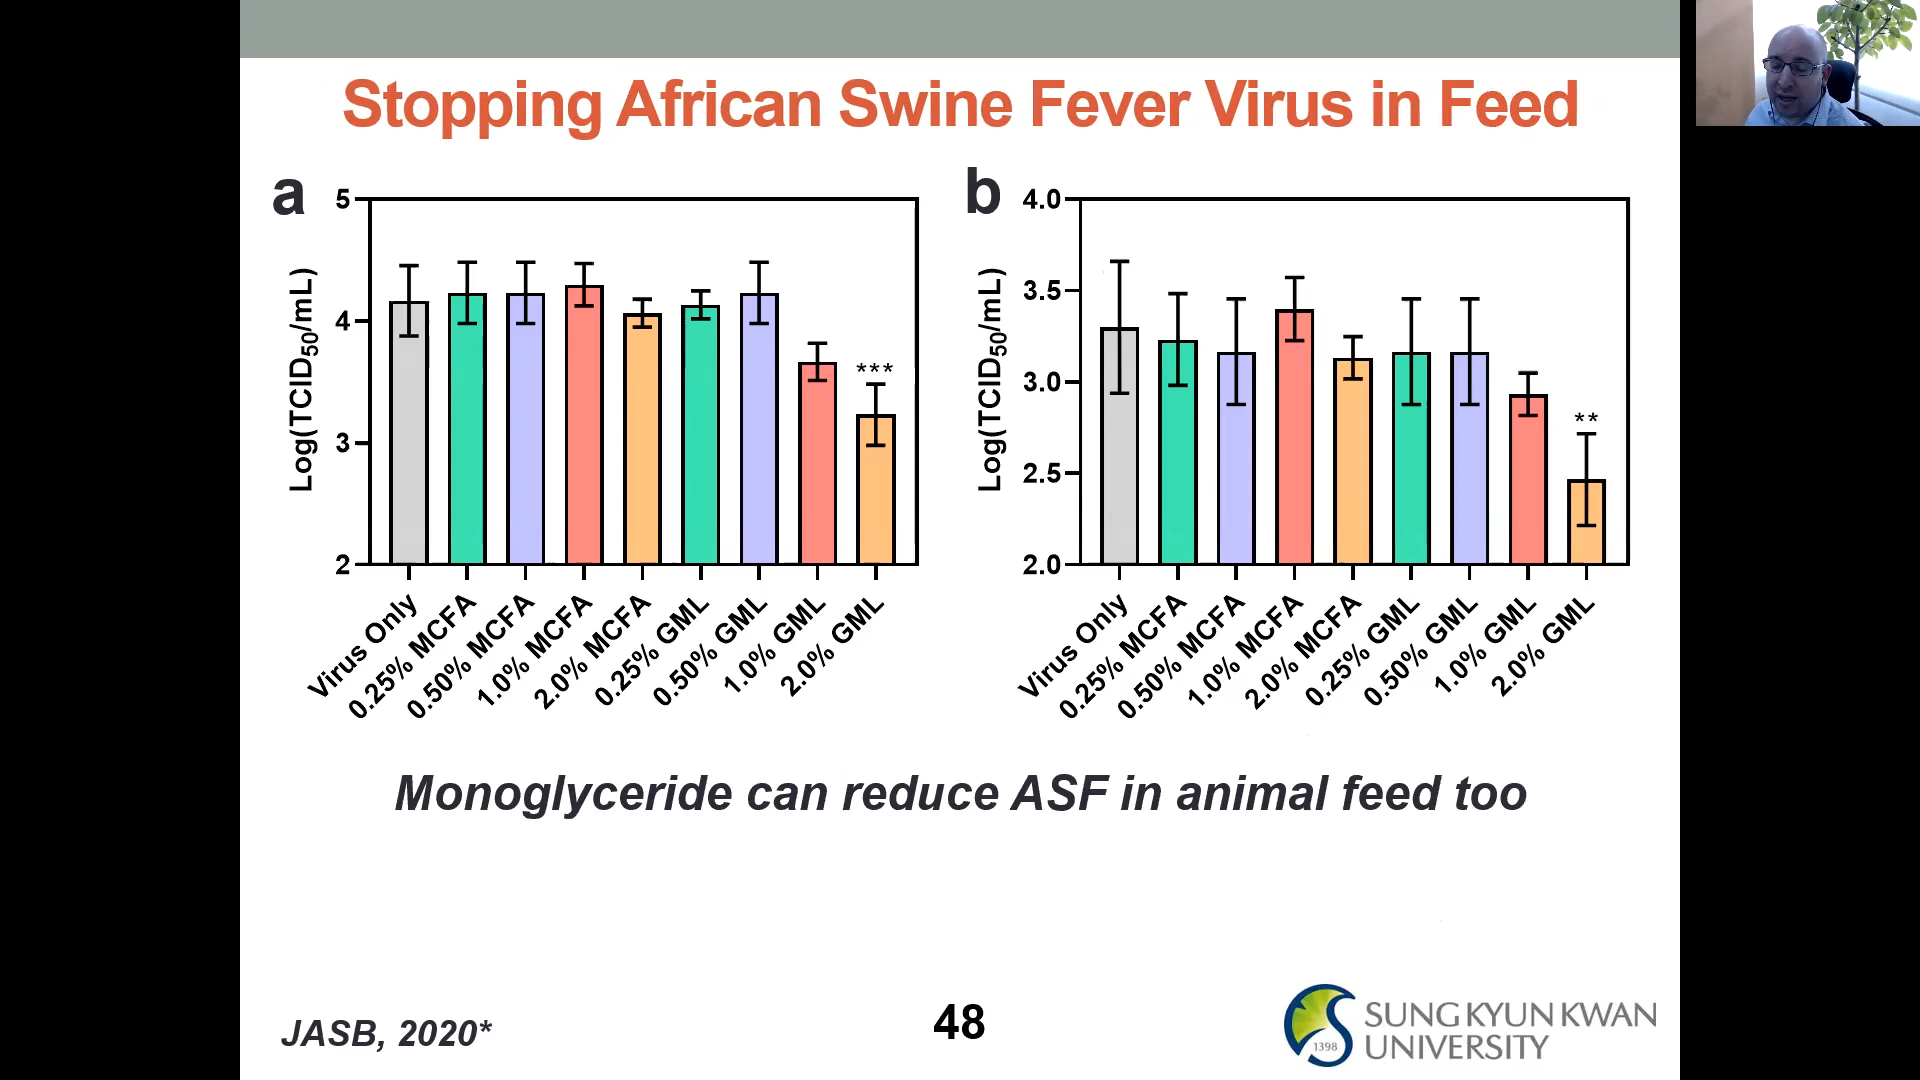 Stopping African Swine Fever Virus in Feed
a
5
4
3
2
Log(TCID50/mL)
***
Virus Only
0.25% MCFA
0.50% MCFA
1.0% MCFA
2.0% MCFA
0.25% GML
0.50% GML
1.0% GML
2.0% GML
b
4.0
3.5
3.0
2.5
2.0
Log(TCID50/mL)
**
Virus Only
0.25% MCFA
0.50% MCFA
1.0% MCFA
2.0% MCFA
0.25% GML
0.50% GML
1.0% GML
2.0% GML
Monoglyceride can reduce ASF in animal feed too
JASB, 2020*
48
1398
SUNG KYUN KWAN
UNIVERSITY